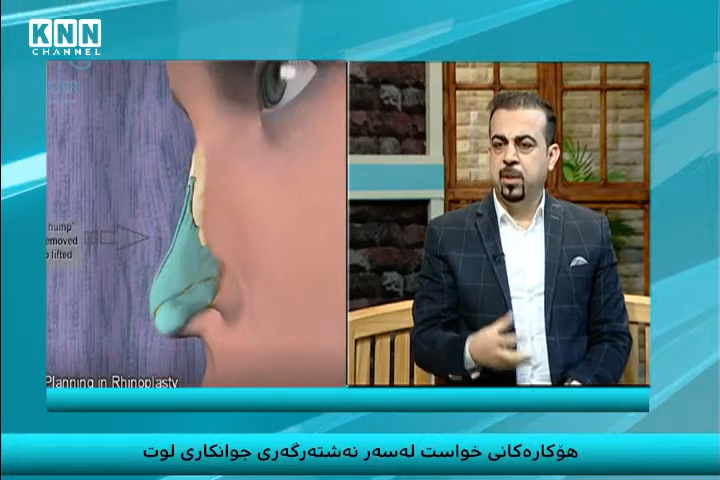 KNN
CHANNEL
hump"
emoved
lifted
Planning in Rhinoplasty
هۆکارەکانی خواست لەسەر نەشتەرگەری جوانکاری لوت